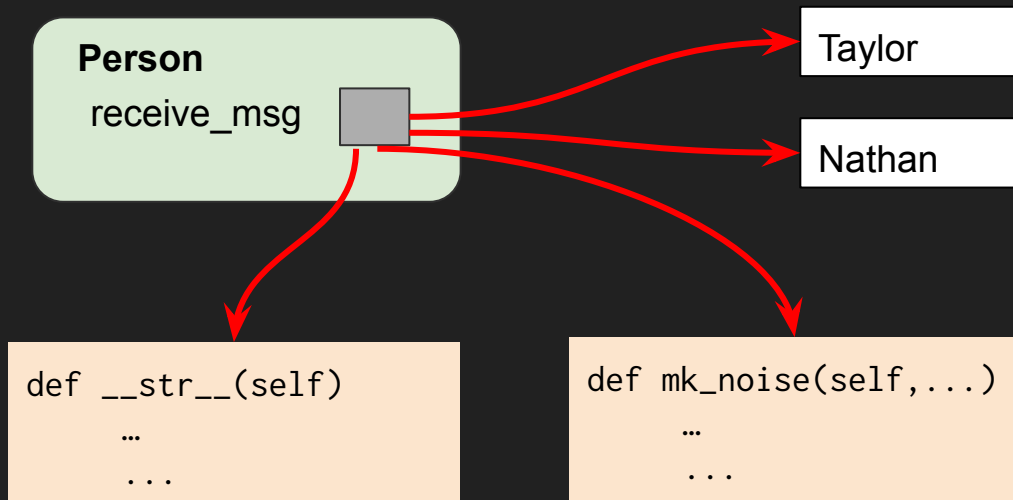 Person
receive_msg
Taylor
Nathan
def __str__(self)
…
...
def mk_noise(self,...)
…
...